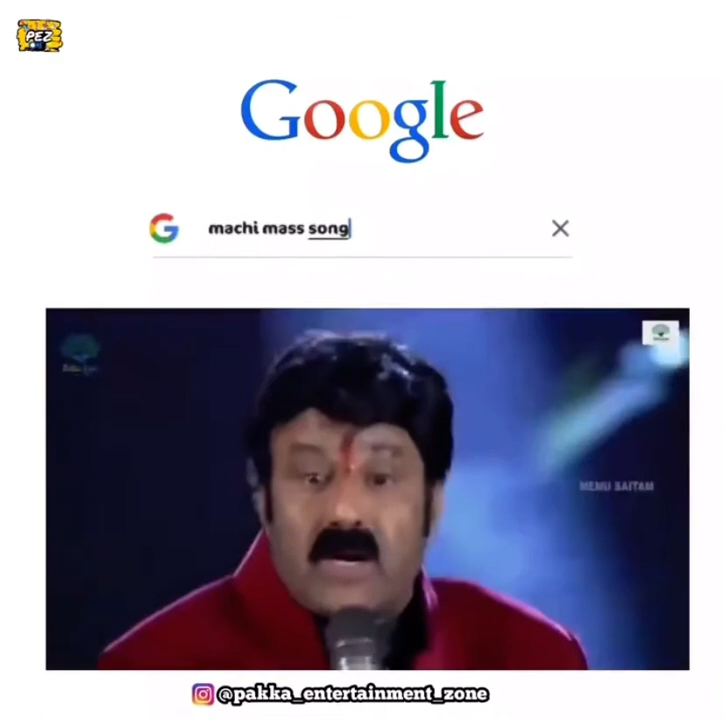 PEZ
Google
G machi mass song
MEMU SAITAM
@pakka_entertainment_zone